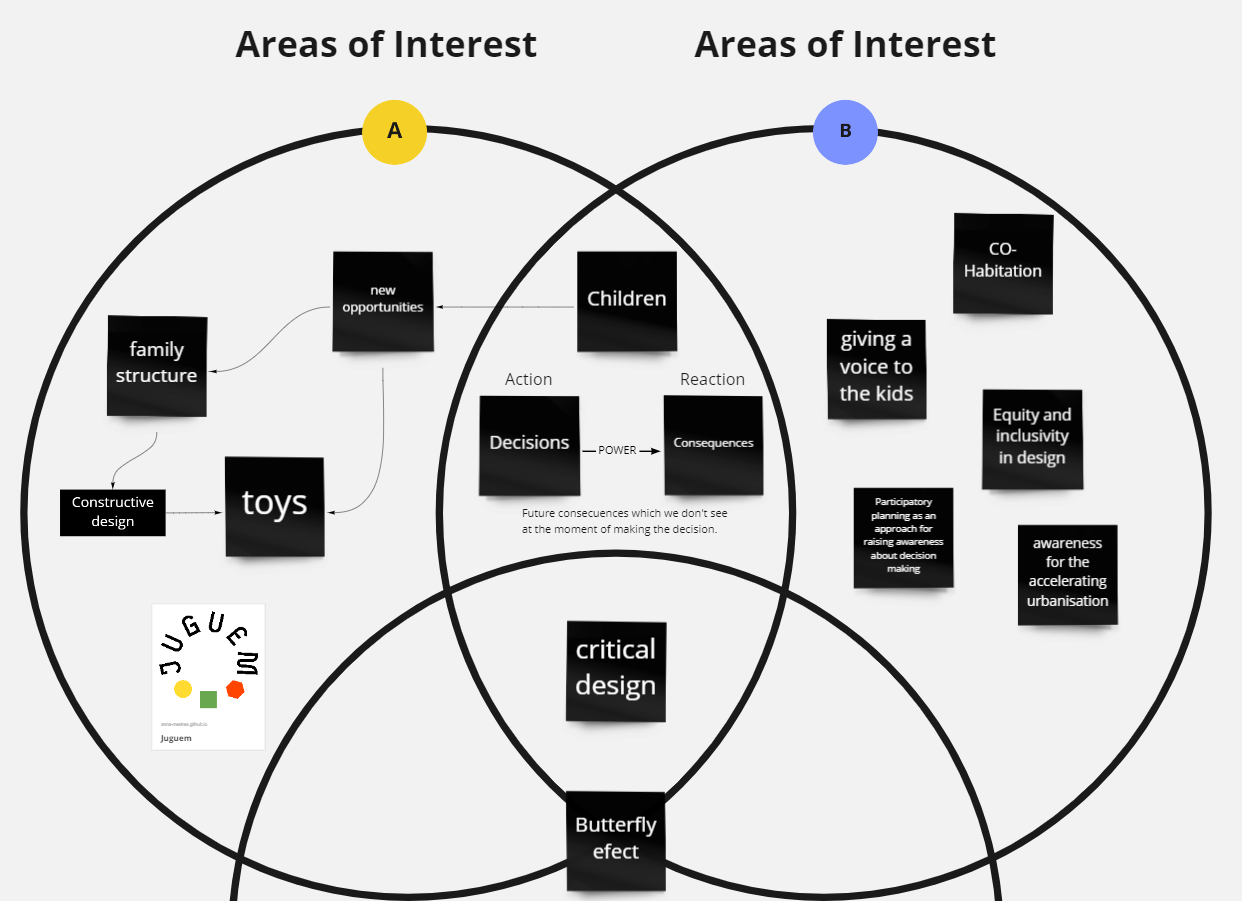 Areas of Interest
Areas of Interest
A
B
CO-
Habitation
new
opportunities
Children
family
structure
giving a
voice to
the kids
Action
Reaction
Decisions
POWER
Consequences
Equity and
inclusivity
in design
toys
Constructive
design
Future consecuences which we don't see
at the moment of making the decision.
Participatory
planning as an
approach for
raising awareness
about decision
making
awareness
for the
accelerating
urbanisation
JUGUEM
Juguem
critical
design
Butterfly
efect